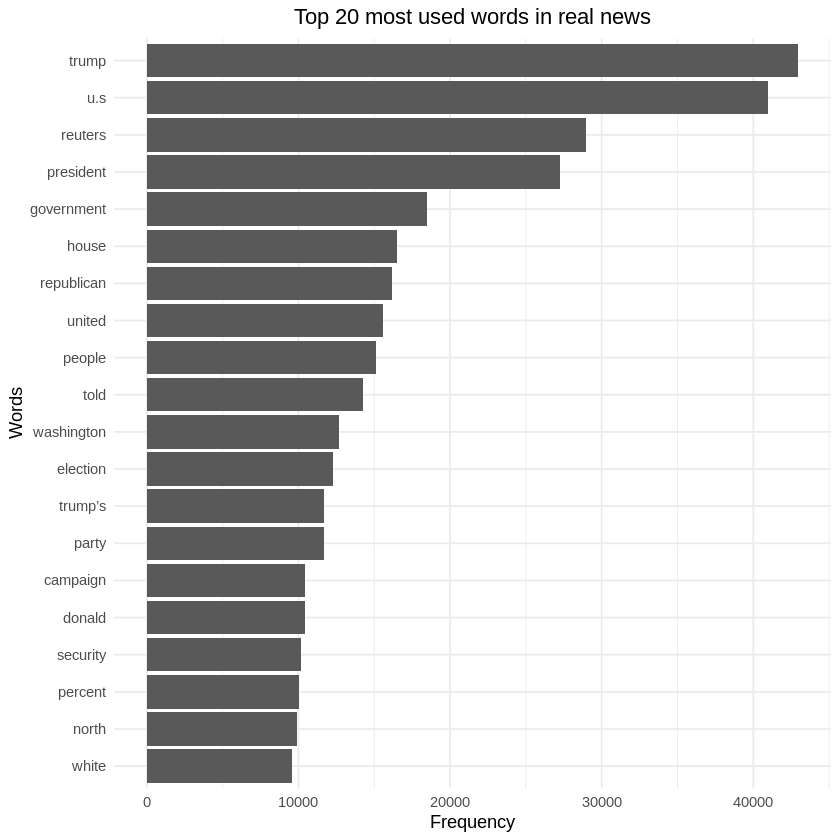 Top 20 most used words in real news
Words
trump
u.s
reuters
president
government
house
republican
united
people
told
washington
election
trump’s
party
campaign
donald
security
percent
north
white
0 10000 20000 30000 40000
Frequency